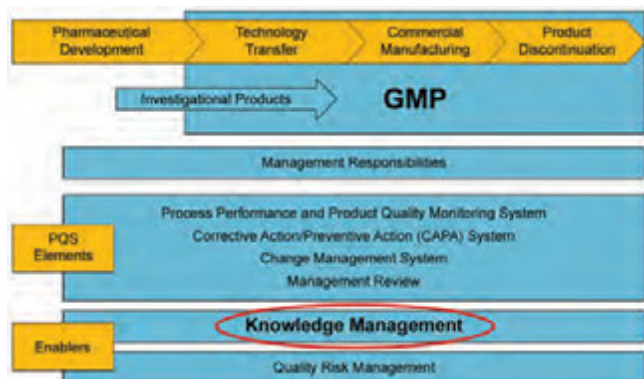 Pharmaceutical
Development
Technology
Transfer
Commercial
Manufacturing
Product
Discontinuation
Investigational Products
GMP
Management Responsibilities
PQS
Elements
Process Performance and Product Quality Monitoring System
Corrective Action/Preventive Action (CAPA) System
Change Management System
Management Review
Enablers
Knowledge Management
Quality Risk Management